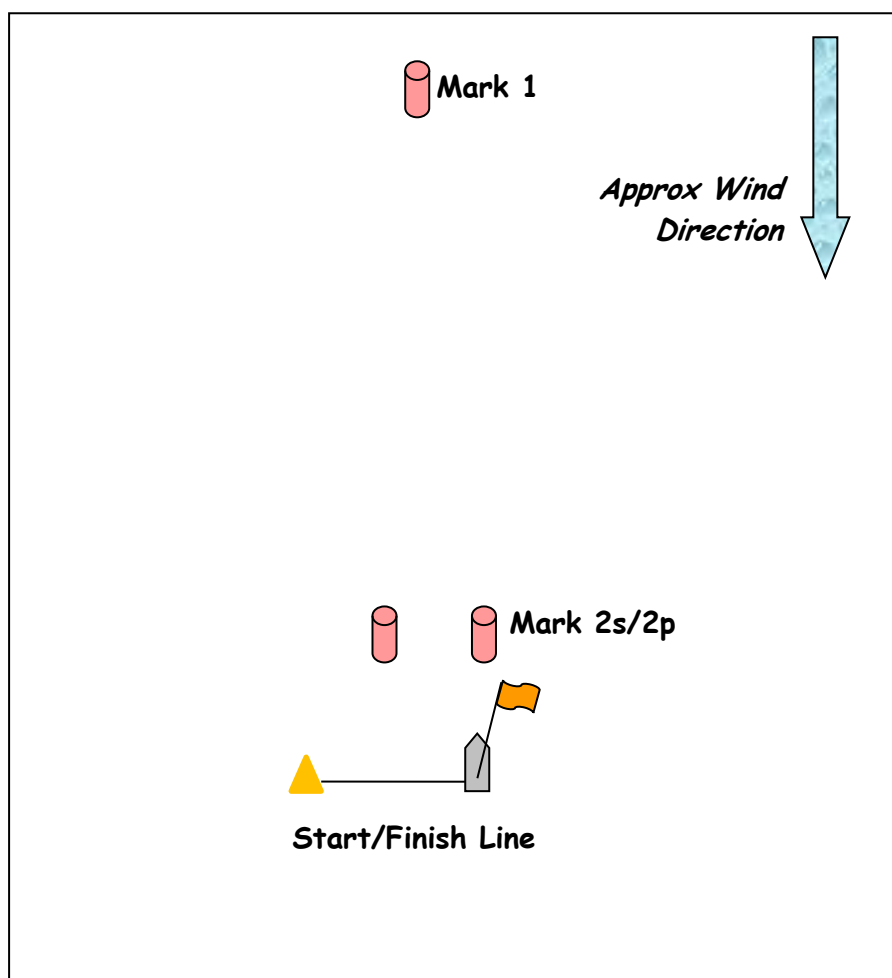 Mark 1
Approx Wind
Direction
Mark 2s/2p
Start/Finish Line